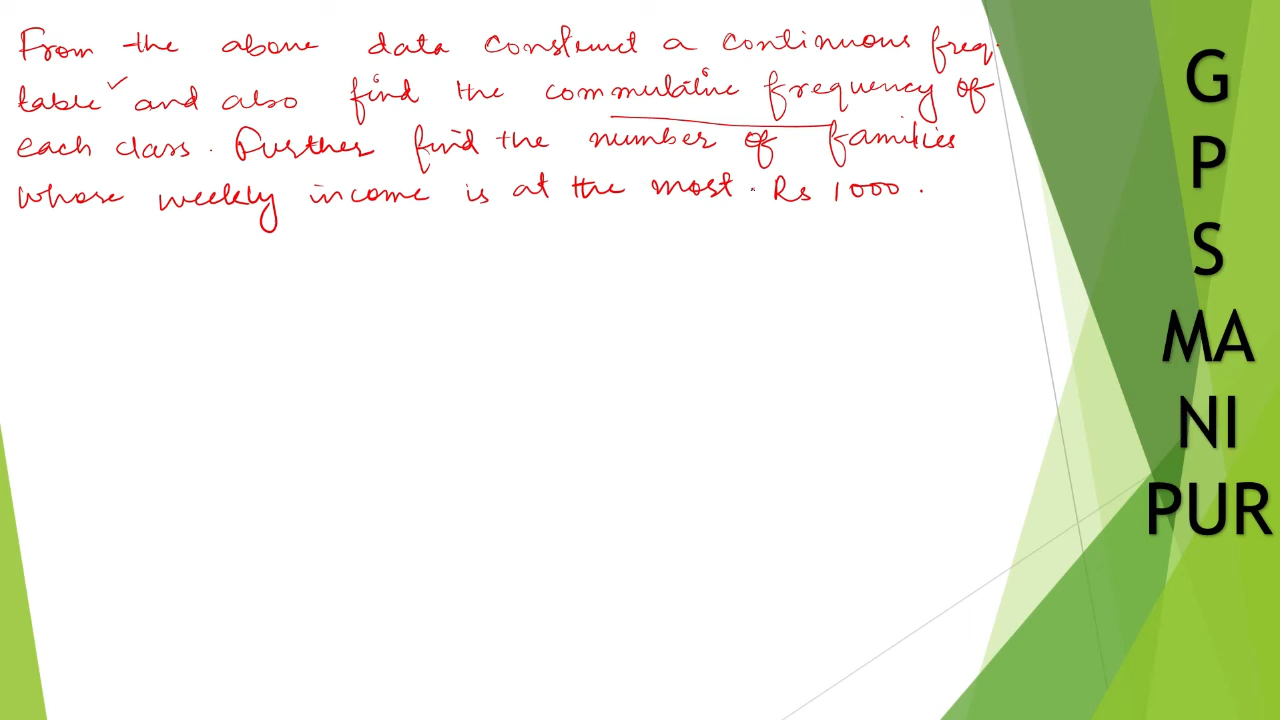 From the above data construct a continuous freq.
table and also find the commulative frequency of
each class. Further find the number of families
whose weekly income is at the most. Rs 1000.
G
P
S
MA
NI
PUR